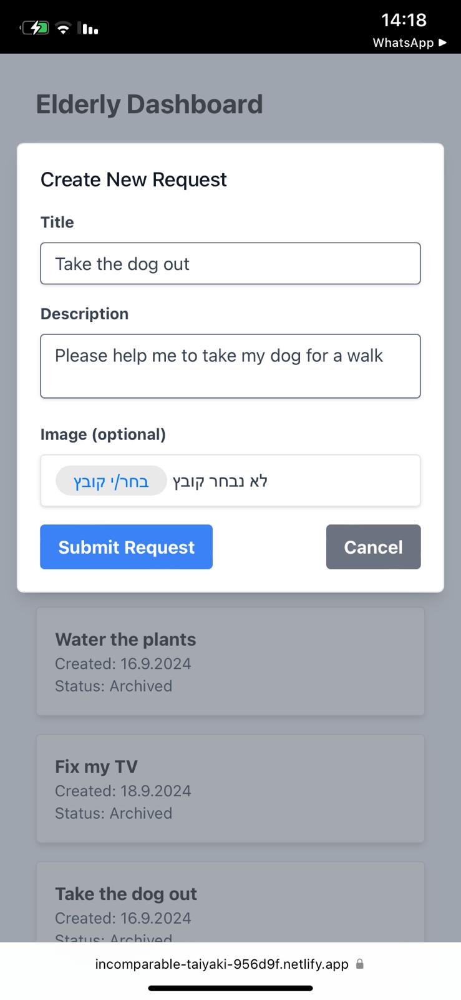 14:18
WhatsApp ►
Elderly Dashboard
Create New Request
Title
Take the dog out
Description
Please help me to take my dog for a walk
Image (optional)
בחר/י קובץ לא נבחר קובץ
Submit Request Cancel
Water the plants
Created: 16.9.2024
Status: Archived
Fix my TV
Created: 18.9.2024
Status: Archived
Take the dog out
Created: 16.9.2024
Status: Archived
incomparable-taiyaki-956d9f.netlify.app